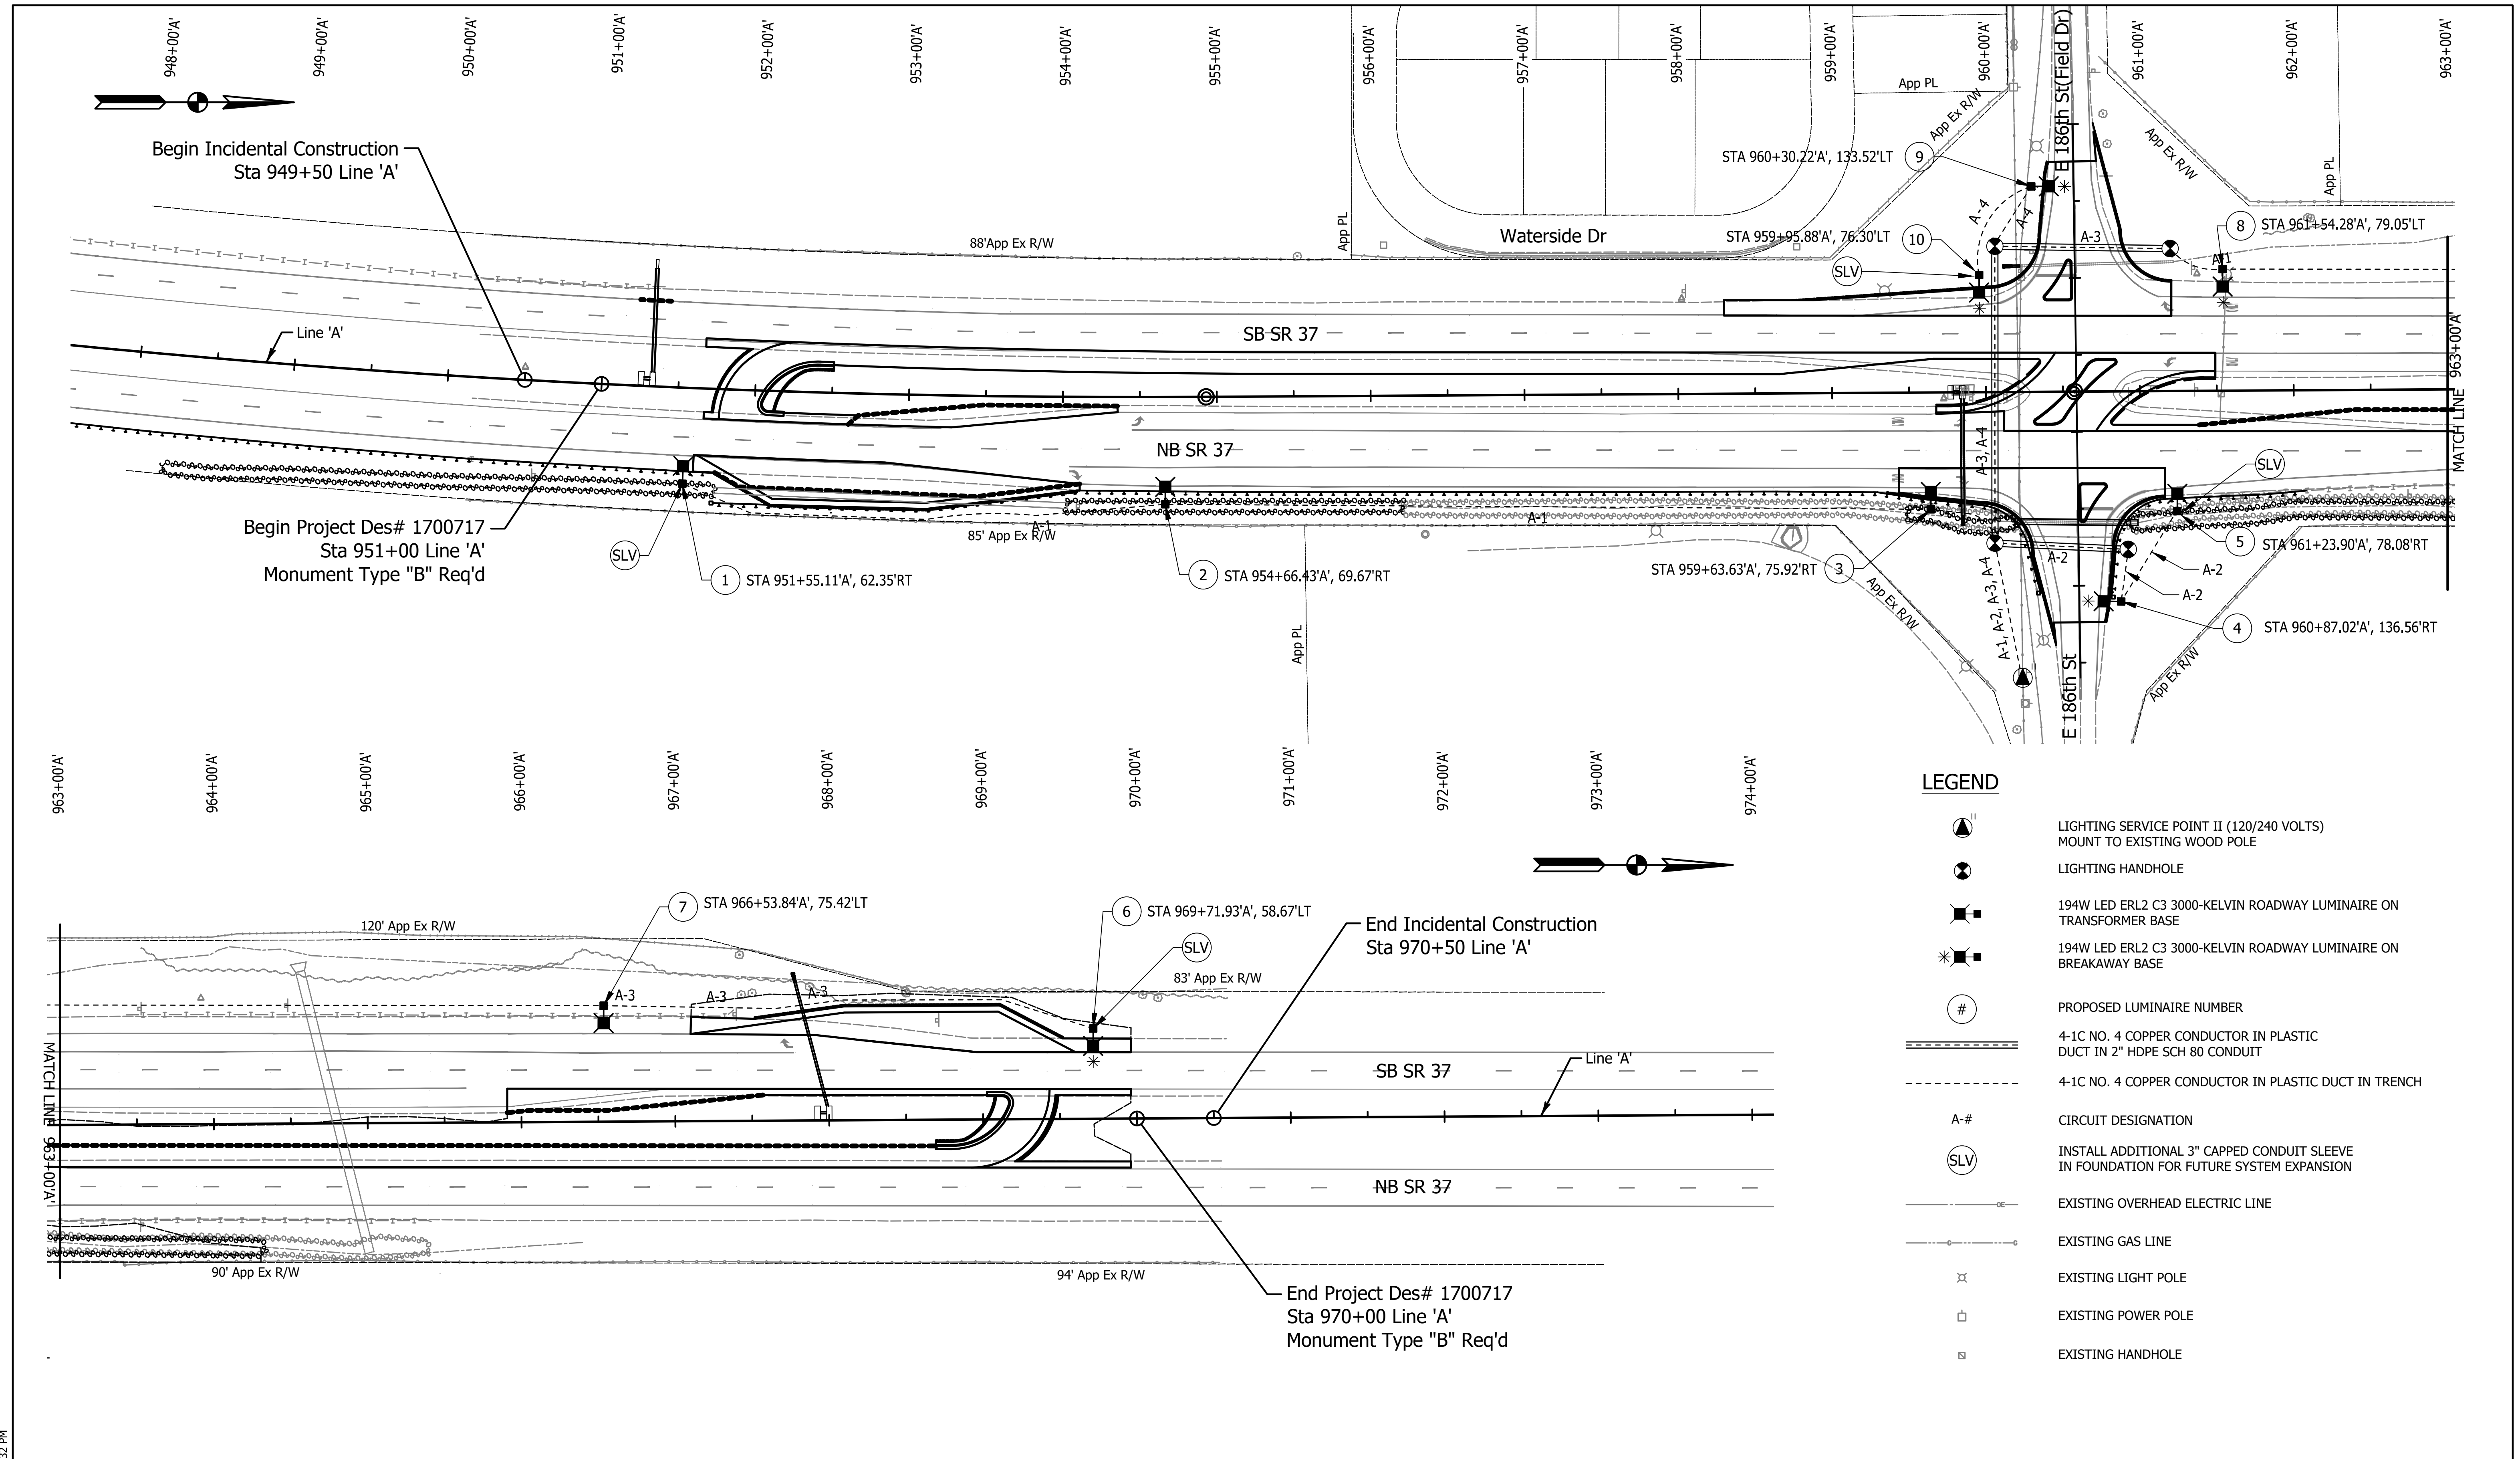 948+00'A'
949+00'A'
950+00'A'
951+00'A'
952+00'A'
953+00'A'
954+00'A'
955+00'A'
956+00'A'
957+00'A'
958+00'A'
959+00'A'
960+00'A'
961+00'A'
962+00'A'
963+00'A'
E 186th St(Field Dr)
App PL
App Ex R/W
App Ex R/W
App PL
App PL
Begin Incidental Construction
Sta 949+50 Line 'A'
STA 960+30.22'A', 133.52'LT
9
A-4
A-4
88'App Ex R/W
Waterside Dr
STA 959+95.88'A', 76.30'LT
10
SLV
A-3
8
STA 961+54.28'A', 79.05'LT
A-1
Line 'A'
SB SR 37
NB SR 37
A-3, A-4
MATCH LINE 963+00'A'
SLV
Begin Project Des# 1700717
Sta 951+00 Line 'A'
Monument Type "B" Req'd
SLV
1
STA 951+55.11'A', 62.35'RT
A-1
85' App Ex R/W
2
STA 954+66.43'A', 69.67'RT
A-1
STA 959+63.63'A', 75.92'RT
3
A-2
5
STA 961+23.90'A', 78.08'RT
A-2
A-2
4
STA 960+87.02'A', 136.56'RT
A-1, A-2, A-3, A-4
App Ex R/W
App Ex R/W
App PL
II
E 186th St
963+00'A'
964+00'A'
965+00'A'
966+00'A'
967+00'A'
968+00'A'
969+00'A'
970+00'A'
971+00'A'
972+00'A'
973+00'A'
974+00'A'
7
STA 966+53.84'A', 75.42'LT
6
STA 969+71.93'A', 58.67'LT
SLV
120' App Ex R/W
83' App Ex R/W
End Incidental Construction
Sta 970+50 Line 'A'
A-3
A-3
A-3
MATCH LINE 963+00'A'
SB SR 37
Line 'A'
NB SR 37
90' App Ex R/W
94' App Ex R/W
End Project Des# 1700717
Sta 970+00 Line 'A'
Monument Type "B" Req'd
LEGEND
II
LIGHTING SERVICE POINT II (120/240 VOLTS)
MOUNT TO EXISTING WOOD POLE
LIGHTING HANDHOLE
194W LED ERL2 C3 3000-KELVIN ROADWAY LUMINAIRE ON
TRANSFORMER BASE
194W LED ERL2 C3 3000-KELVIN ROADWAY LUMINAIRE ON
BREAKAWAY BASE
#
PROPOSED LUMINAIRE NUMBER
4-1C NO. 4 COPPER CONDUCTOR IN PLASTIC
DUCT IN 2" HDPE SCH 80 CONDUIT
4-1C NO. 4 COPPER CONDUCTOR IN PLASTIC DUCT IN TRENCH
A-#
CIRCUIT DESIGNATION
SLV
INSTALL ADDITIONAL 3" CAPPED CONDUIT SLEEVE
IN FOUNDATION FOR FUTURE SYSTEM EXPANSION
EXISTING OVERHEAD ELECTRIC LINE
EXISTING GAS LINE
EXISTING LIGHT POLE
EXISTING POWER POLE
EXISTING HANDHOLE
32 PM